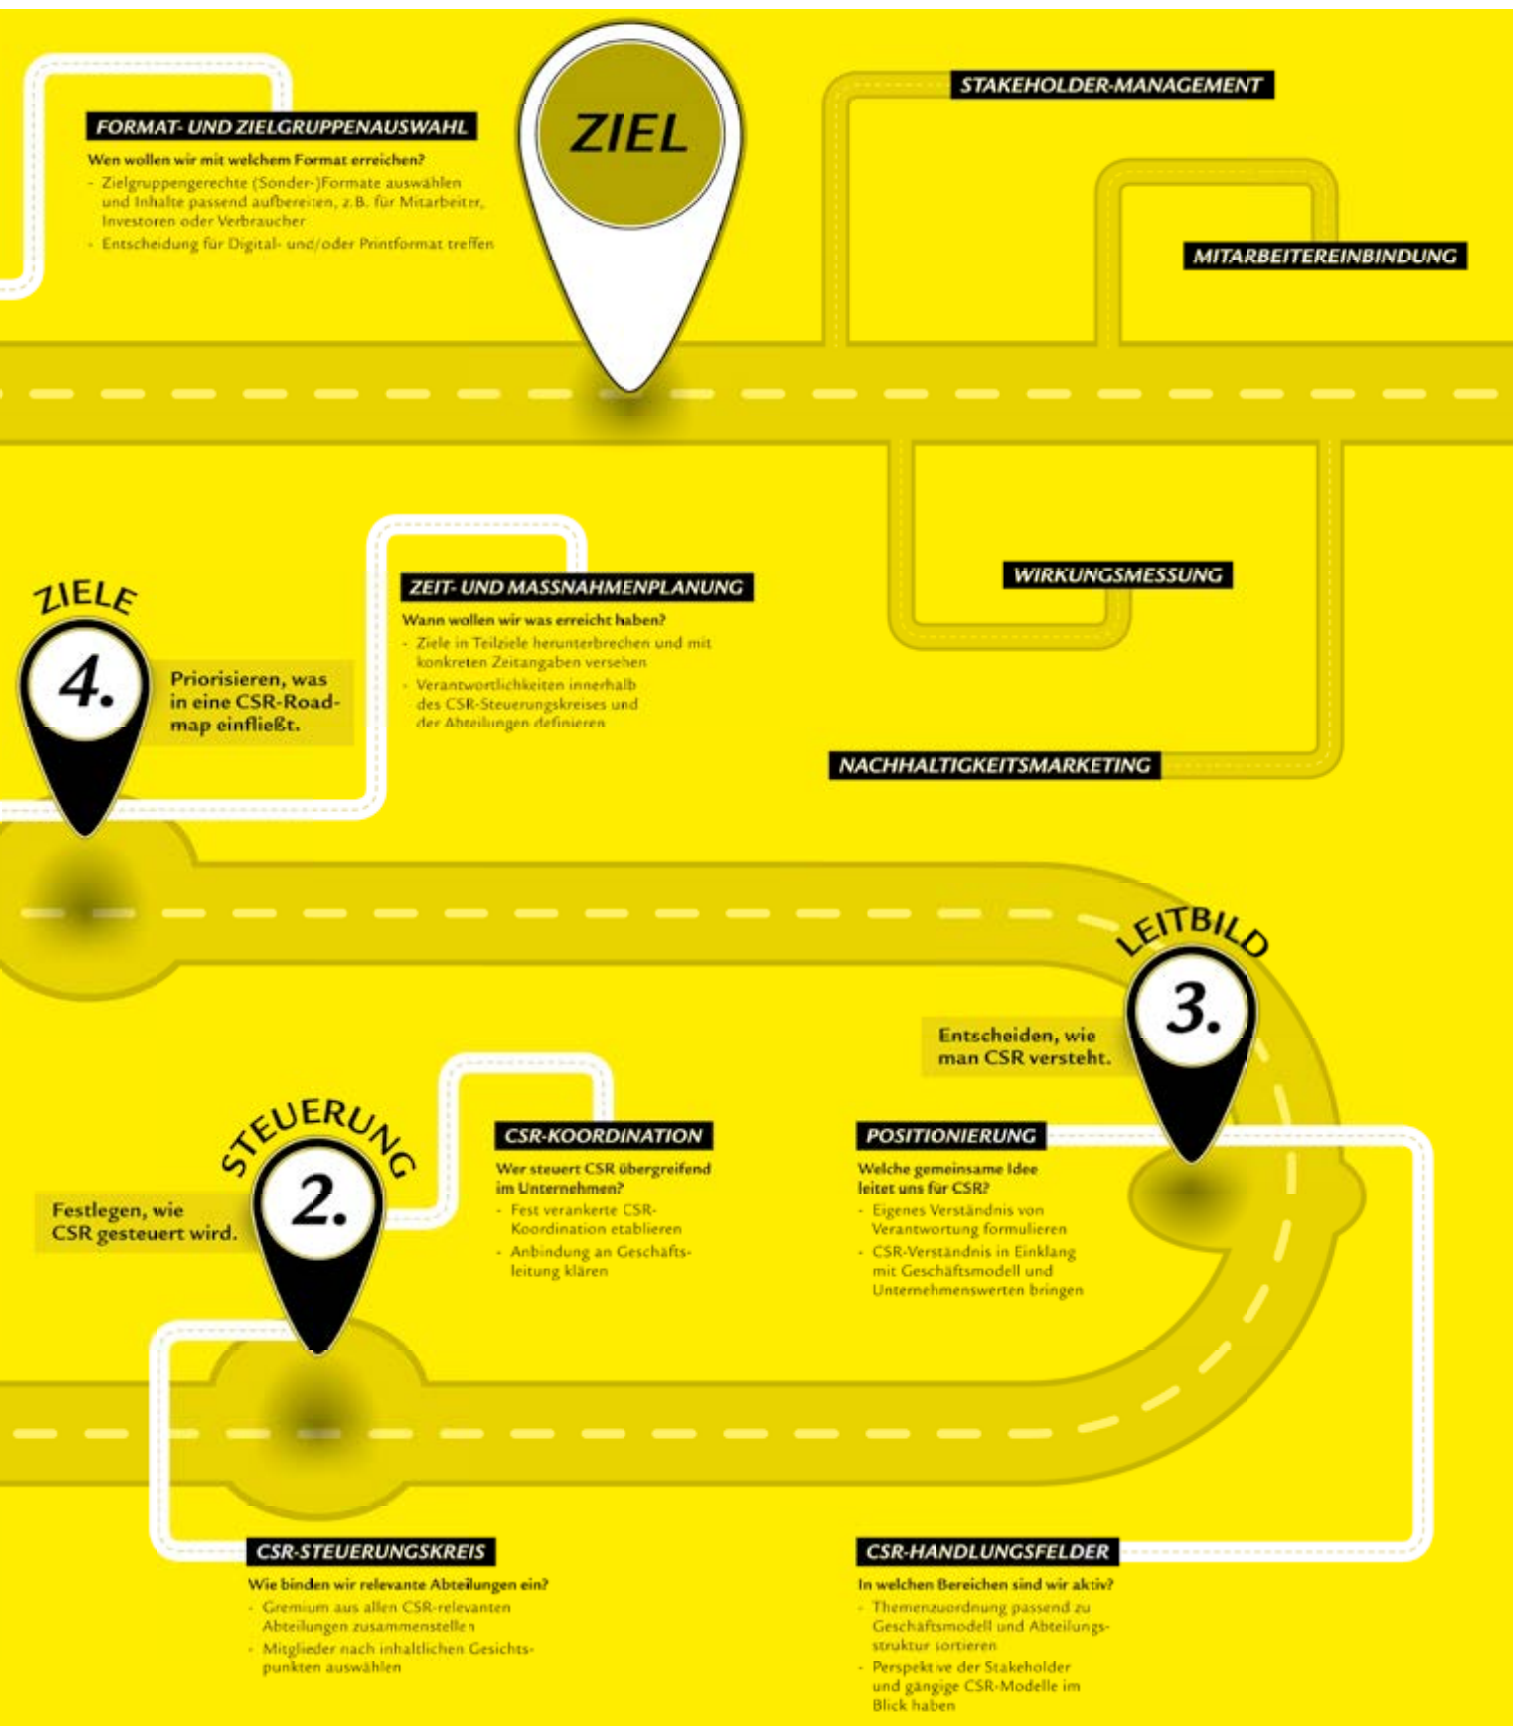 FORMAT- UND ZIELGRUPPENAUSWAHL
Wen wollen wir mit welchem Format erreichen?
- Zielgruppengerechte (Sonder-)Formate auswählen
und Inhalte passend aufbereiten, z.B. für Mitarbeiter,
Investoren oder Verbraucher
- Entscheidung für Digital- und/oder Printformat treffen
ZIEL
STAKEHOLDER-MANAGEMENT
MITARBEITEREINBINDUNG
WIRKUNGSMESSUNG
NACHHALTIGKEITSMARKETING
ZIELE
4.
Priorisieren, was
in eine CSR-Road-
map einfließt.
ZEIT- UND MASSNAHMENPLANUNG
Wann wollen wir was erreicht haben?
- Ziele in Teilziele herunterbrechen und mit
konkreten Zeitangaben versehen
- Verantwortlichkeiten innerhalb
des CSR-Steuerungskreises und
der Abteilungen definieren
LEITBILD
3.
Entscheiden, wie
man CSR versteht.
STEUERUNG
2.
Festlegen, wie
CSR gesteuert wird.
CSR-KOORDINATION
Wer steuert CSR übergreifend
im Unternehmen?
- Fest verankerte CSR-
Koordination etablieren
- Anbindung an Geschäfts-
leitung klären
POSITIONIERUNG
Welche gemeinsame Idee
leitet uns für CSR?
- Eigenes Verständnis von
Verantwortung formulieren
- CSR-Verständnis in Einklang
mit Geschäftsmodell und
Unternehmenswerten bringen
CSR-STEUERUNGSKREIS
Wie binden wir relevante Abteilungen ein?
- Gremium aus allen CSR-relevanten
Abteilungen zusammenstellen
- Mitglieder nach inhaltlichen Gesichts-
punkten auswählen
CSR-HANDLUNGSFELDER
In welchen Bereichen sind wir aktiv?
- Themenzuordnung passend zu
Geschäftsmodell und Abteilungs-
struktur sortieren
- Perspektive der Stakeholder
und gängige CSR-Modelle im
Blick haben